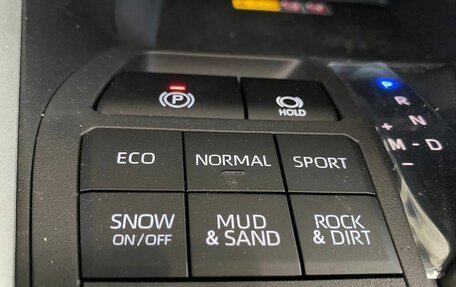 P
HOLD
P
R
+ N
M - D
−
ECO
NORMAL
SPORT
SNOW
ON/OFF
MUD
& SAND
ROCK
& DIRT